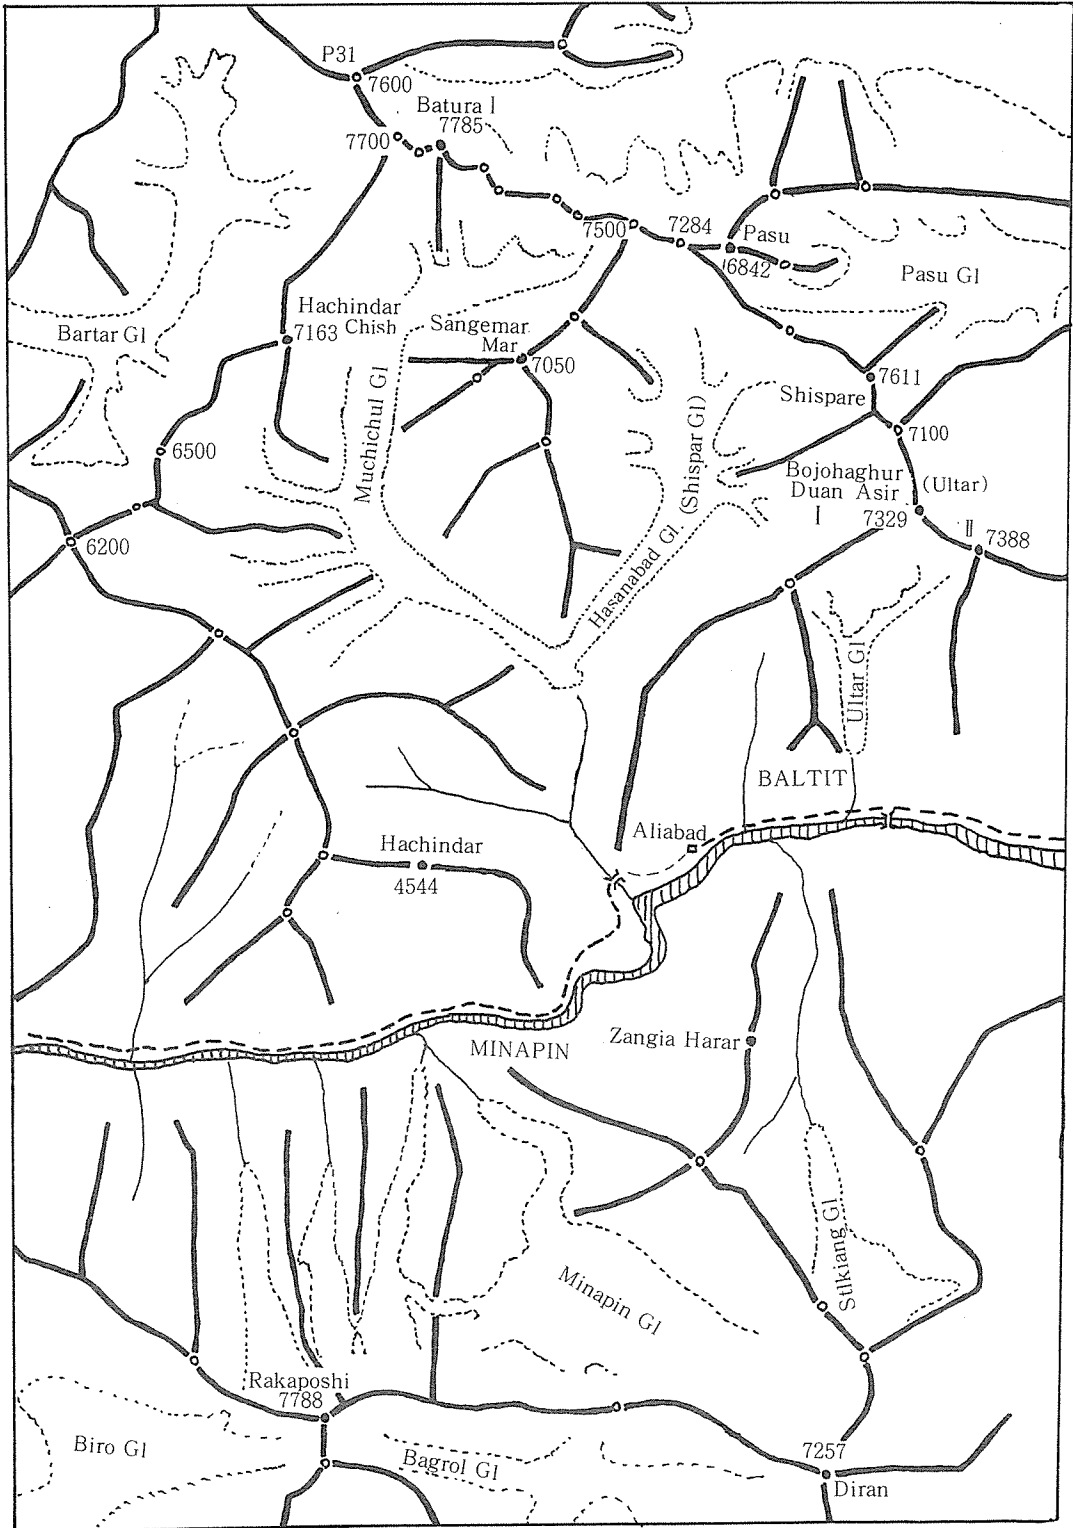 P31
7600
Batura I
7785
7700
7500
7284
Pasu
6842
Pasu Gl
Hachindar
Chish
7163
Bartar Gl
Sangemar
Mar
7050
Muchichul Gl
Hasanabad Gl. (Shispar Gl)
7611
Shispare
7100
6500
Bojohaghur
Duan Asir
I
7329
(Ultar)
II
7388
6200
Ultar Gl
BALTIT
Aliabad
Hachindar
4544
MINAPIN
Zangia Harar
Stlkiang Gl
Minapin Gl
Rakaposhi
7788
Biro Gl
Bagrol Gl
7257
Diran